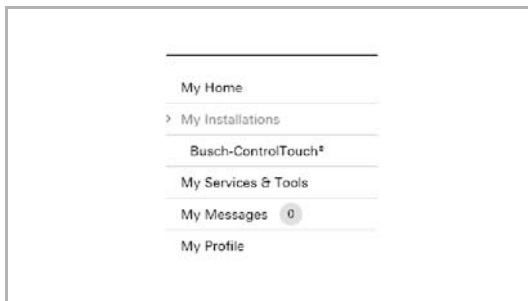 My Home
> My Installations
Busch-ControlTouch®
My Services & Tools
My Messages 0
My Profile